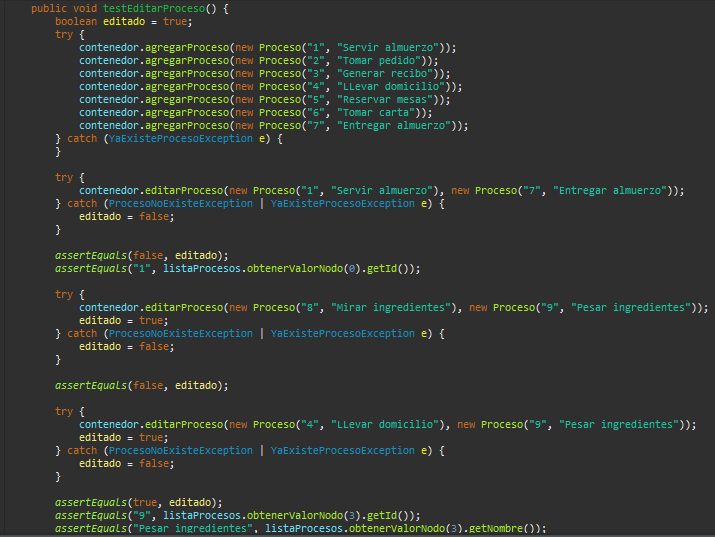 public void testEditarProceso() {
boolean editado = true;
try {
contenedor.agregarProceso(new Proceso("1", "Servir almuerzo"));
contenedor.agregarProceso(new Proceso("2", "Tomar pedido"));
contenedor.agregarProceso(new Proceso("3", "Generar recibo"));
contenedor.agregarProceso(new Proceso("4", "LLevar domicilio"));
contenedor.agregarProceso(new Proceso("5", "Reservar mesas"));
contenedor.agregarProceso(new Proceso("6", "Tomar carta"));
contenedor.agregarProceso(new Proceso("7", "Entregar almuerzo"));
} catch (YaExisteProcesoException e) {
}
try {
contenedor.editarProceso(new Proceso("1", "Servir almuerzo"), new Proceso("7", "Entregar almuerzo"));
} catch (ProcesoNoExisteException | YaExisteProcesoException e) {
editado = false;
}
assertEquals(false, editado);
assertEquals("1", listaProcesos.obtenerValorNodo(0).getId());
try {
contenedor.editarProceso(new Proceso("8", "Mirar ingredientes"), new Proceso("9", "Pesar ingredientes"));
editado = true;
} catch (ProcesoNoExisteException | YaExisteProcesoException e) {
editado = false;
}
assertEquals(false, editado);
try {
contenedor.editarProceso(new Proceso("4", "LLevar domicilio"), new Proceso("9", "Pesar ingredientes"));
editado = true;
} catch (ProcesoNoExisteException | YaExisteProcesoException e) {
editado = false;
}
assertEquals(true, editado);
assertEquals("9", listaProcesos.obtenerValorNodo(3).getId());
assertEquals("Pesar ingredientes", listaProcesos.obtenerValorNodo(3).getNombre());